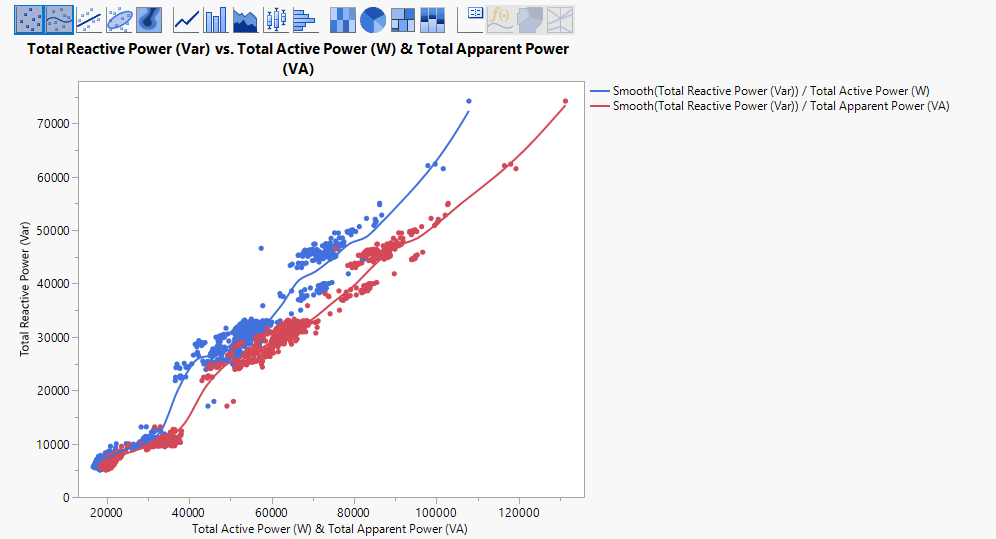 Total Reactive Power (Var) vs. Total Active Power (W) & Total Apparent Power
(VA)
Smooth(Total Reactive Power (Var)) / Total Active Power (W)
Smooth(Total Reactive Power (Var)) / Total Apparent Power (VA)
Total Reactive Power (Var)
70000
60000
50000
40000
30000
20000
10000
0
20000 40000 60000 80000 100000 120000
Total Active Power (W) & Total Apparent Power (VA)